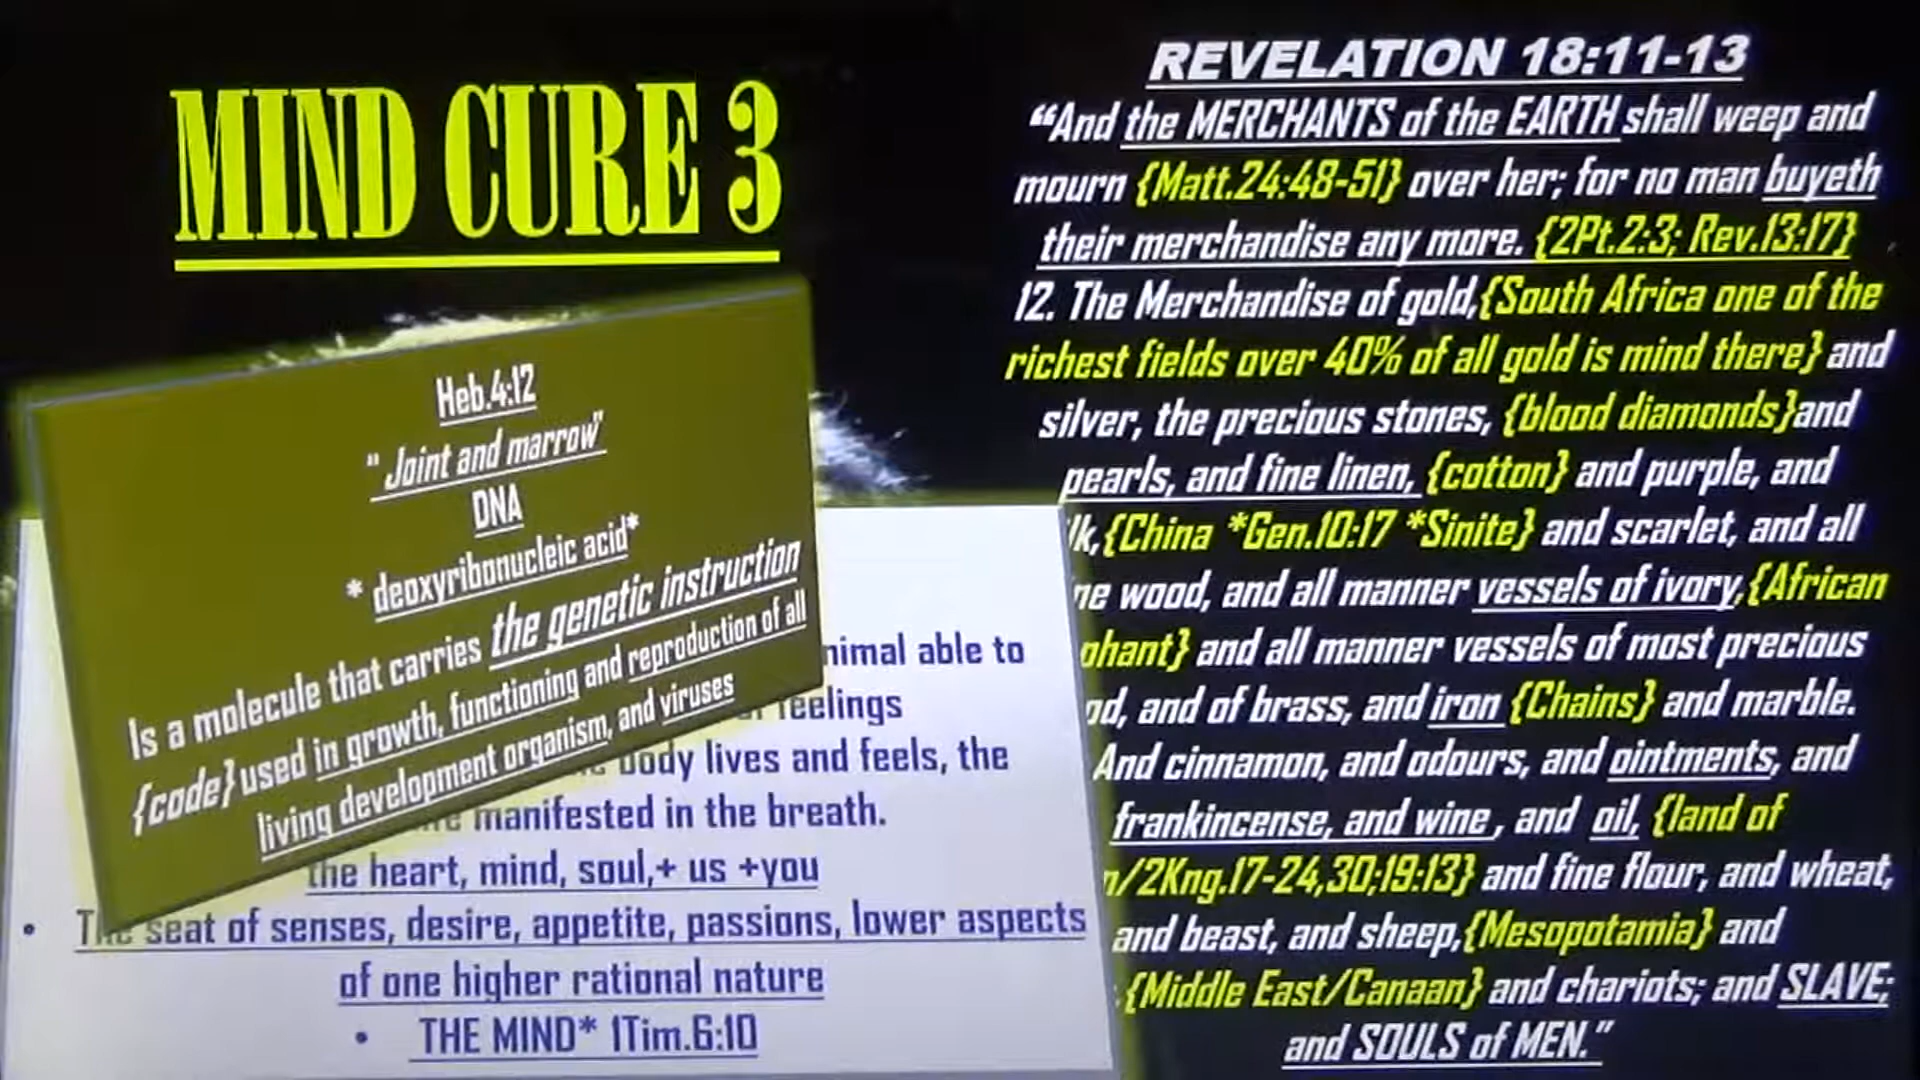 MIND CURE 3
Heb.4:12
" Joint and marrow"
DNA
* deoxyribonucleic acid*
Is a molecule that carries the genetic instruction
{code} used in growth, functioning and reproduction of all
living development organism, and viruses
nimal able to
feelings
body lives and feels, the
manifested in the breath.
the heart, mind, soul,+ us +you
• The seat of senses, desire, appetite, passions, lower aspects
of one higher rational nature
• THE MIND* 1Tim.6:10
REVELATION 18:11-13
“And the MERCHANTS of the EARTH shall weep and
mourn {Matt.24:48-51} over her; for no man buyeth
their merchandise any more. {2Pt.2:3; Rev.13:17}
12. The Merchandise of gold,{South Africa one of the
richest fields over 40% of all gold is mind there} and
silver, the precious stones, {blood diamonds}and
pearls, and fine linen, {cotton} and purple, and
lk,{China *Gen.10:17 *Sinite} and scarlet, and all
ne wood, and all manner vessels of ivory,{African
phant} and all manner vessels of most precious
od, and of brass, and iron {Chains} and marble.
And cinnamon, and odours, and ointments, and
frankincense, and wine, and oil, {land of
n/2Kng.17-24,30;19:13} and fine flour, and wheat,
and beast, and sheep,{Mesopotamia} and
{Middle East/Canaan} and chariots; and SLAVE;
and SOULS of MEN.”